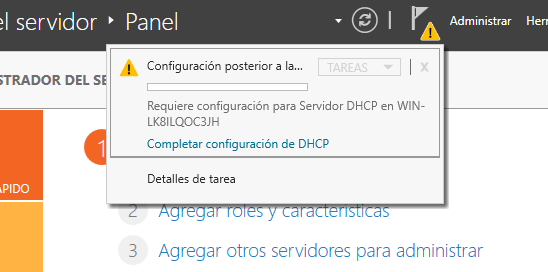 el servidor ▸ Panel
Administrar
Her
Configuración posterior a la...
TAREAS
X
Requiere configuración para Servidor DHCP en WIN-
LK8ILQOC3JH
Completar configuración de DHCP
Detalles de tarea
STRADOR DEL SE
ÁPIDO
1
2 Agregar roles y características
3 Agregar otros servidores para administrar